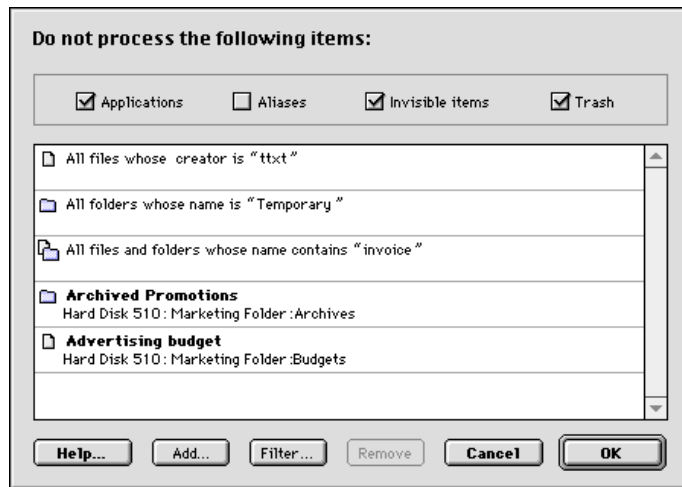 Do not process the following items:
Applications Aliases Invisible items Trash
All files whose creator is "ttxt"
All folders whose name is "Temporary"
All files and folders whose name contains "invoice"
Archived Promotions
Hard Disk 510: Marketing Folder:Archives
Advertising budget
Hard Disk 510: Marketing Folder:Budgets
Help... Add... Filter... Remove Cancel OK